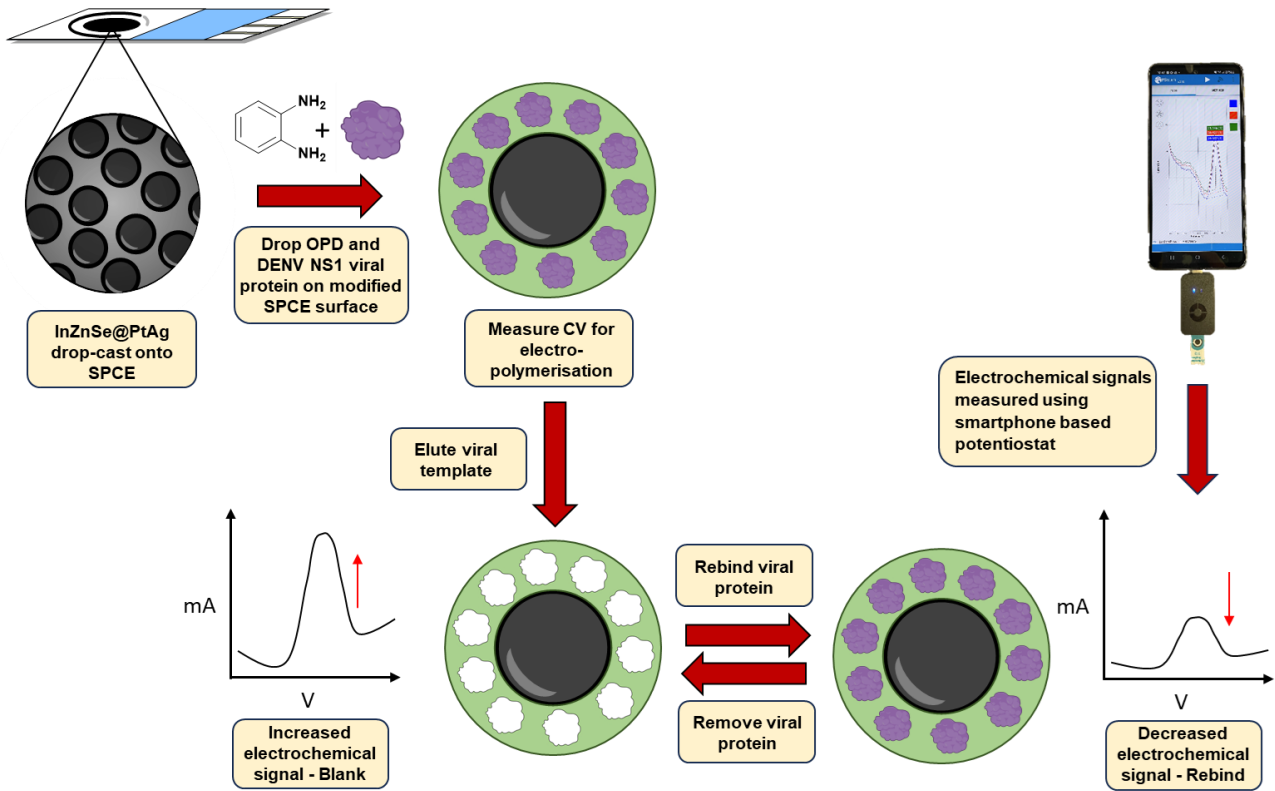 NH2
+
NH2
Drop OPD and
DENV NS1 viral
protein on modified
SPCE surface
InZnSe@PtAg
drop-cast onto
SPCE
Measure CV for
electro-
polymerisation
Elute viral
template
Electrochemical signals
measured using
smartphone based
potentiostat
mA
V
Increased
electrochemical
signal - Blank
Rebind viral
protein
Remove viral
protein
mA
V
Decreased
electrochemical
signal - Rebind